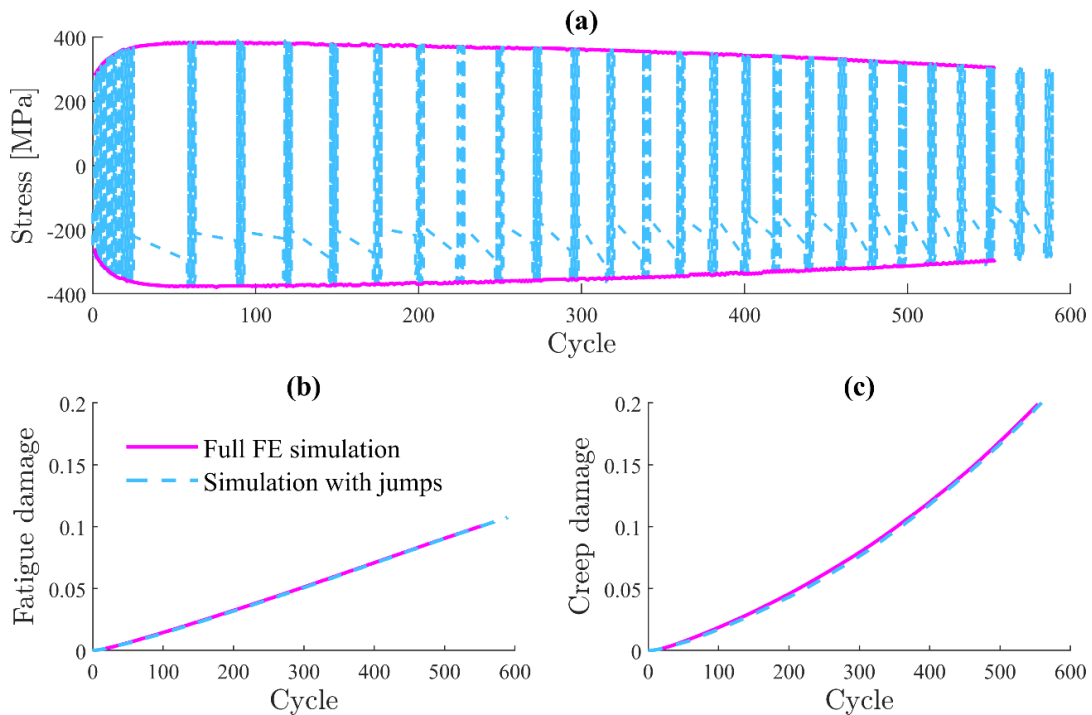 (a)
400
200
0
-200
-400
Stress [MPa]
0 100 200 300 400 500 600
Cycle
(b) (c)
0.2
0.15
0.1
0.05
0
Fatigue damage
Full FE simulation
Simulation with jumps
0 100 200 300 400 500 600
Cycle
0.2
0.15
0.1
0.05
0
Creep damage
0 100 200 300 400 500 600
Cycle